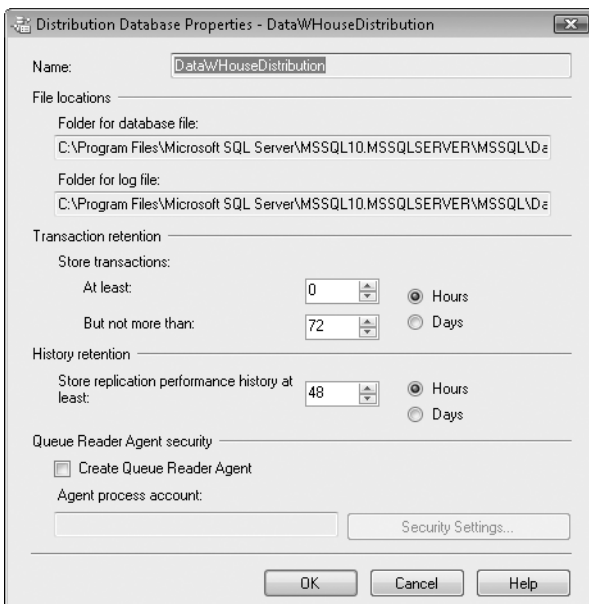 Distribution Database Properties - DataWHouseDistribution
Name: DataWHouseDistribution
File locations
Folder for database file:
C:\Program Files\Microsoft SQL Server\MSSQL10.MSSQLSERVER\MSSQL\Da
Folder for log file:
C:\Program Files\Microsoft SQL Server\MSSQL10.MSSQLSERVER\MSSQL\Da
Transaction retention
Store transactions:
At least: 0 Hours
But not more than: 72 Days
History retention
Store replication performance history at
least: 48 Hours
Days
Queue Reader Agent security
Create Queue Reader Agent
Agent process account:
Security Settings...
OK Cancel Help